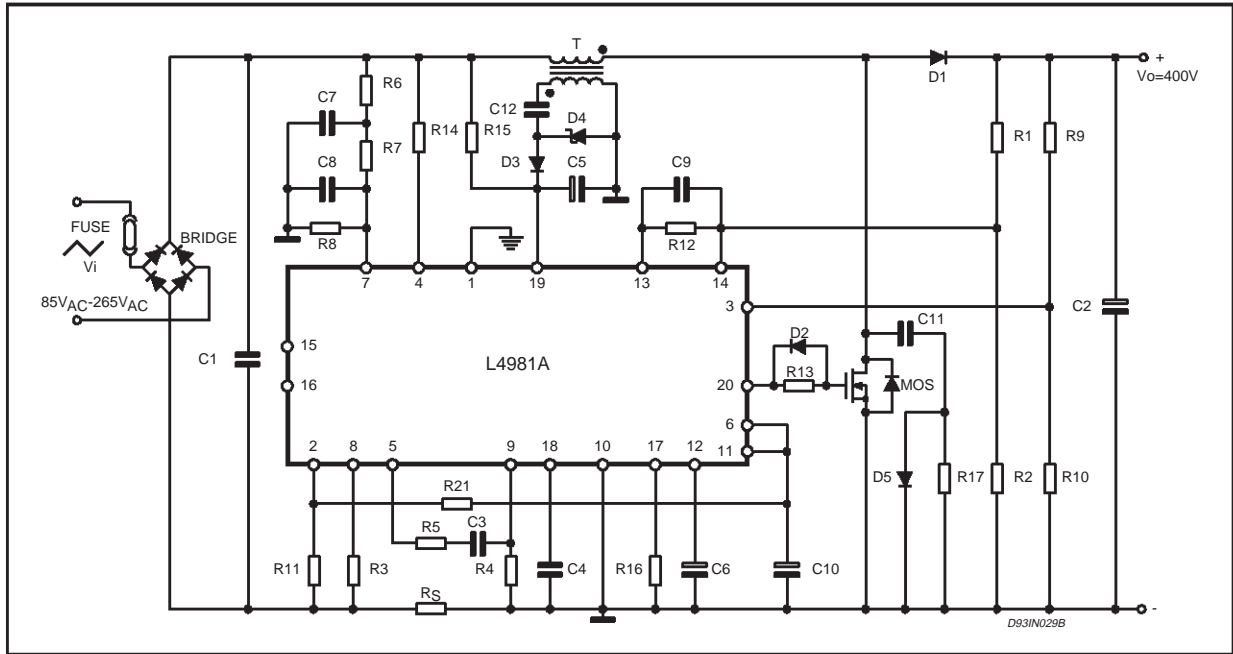 T
R6
C7
C12
D1
+
Vo=400V
D4
R14
R15
R1
R9
R7
C8
D3
C5
C9
FUSE
BRIDGE
R8
R12
Vi
7
4
1
19
13
14
85VAC-265VAC
3
C2
C11
D2
15
C1
L4981A
16
20
R13
MOS
6
2
8
5
9
18
10
17
12
11
D5
R17
R2
R10
R21
C3
R5
R11
R3
R4
C4
R16
C6
C10
RS
-
D93IN029B